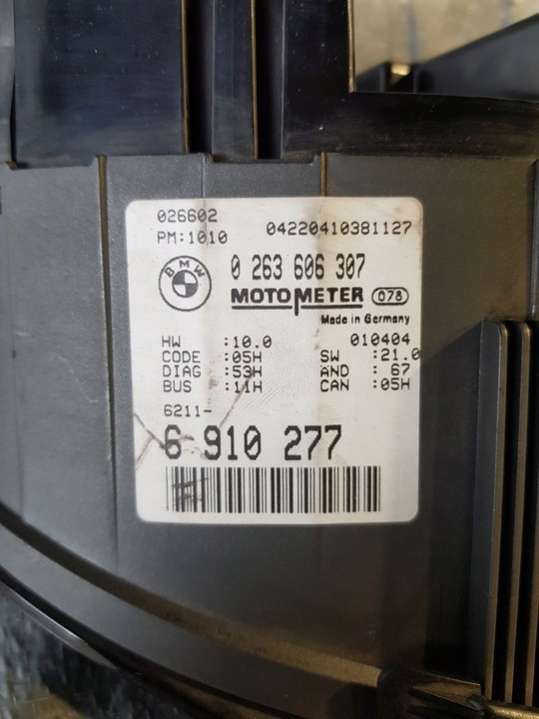 026602
PM:1010 04220410381127
BMW 0 263 606 307
MOTOMETER 078
Made in Germany
HW :10.0 010404
CODE :05H SW :21.0
DIAG :53H AND : 67
BUS :11H CAN :05H
6211-
6 910 277